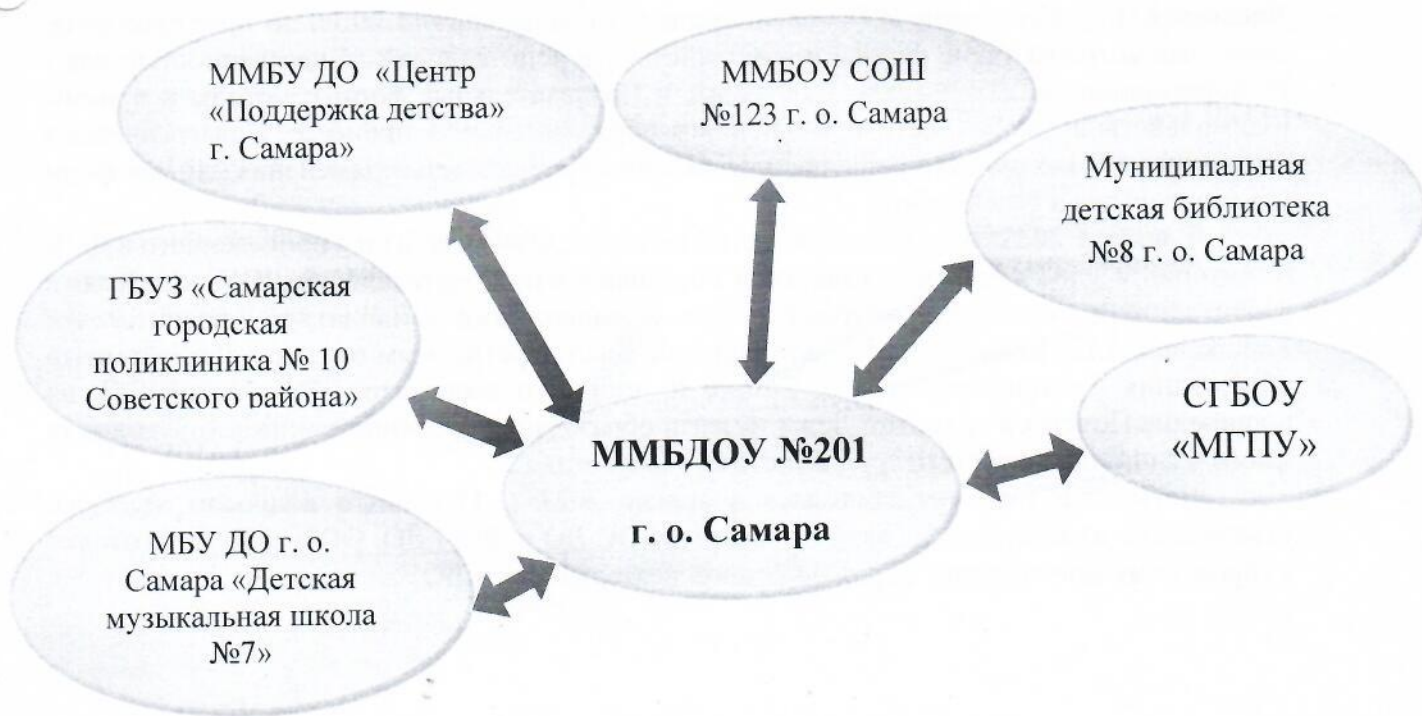 ММБУ ДО «Центр
«Поддержка детства»
г. Самара»
ММБОУ СОШ
№123 г. о. Самара
Муниципальная
детская библиотека
№8 г. о. Самара
ГБУЗ «Самарская
городская
поликлиника № 10
Советского района»
СГБОУ
«МГПУ»
ММБДОУ №201
г. о. Самара
МБУ ДО г. о.
Самара «Детская
музыкальная школа
№7»